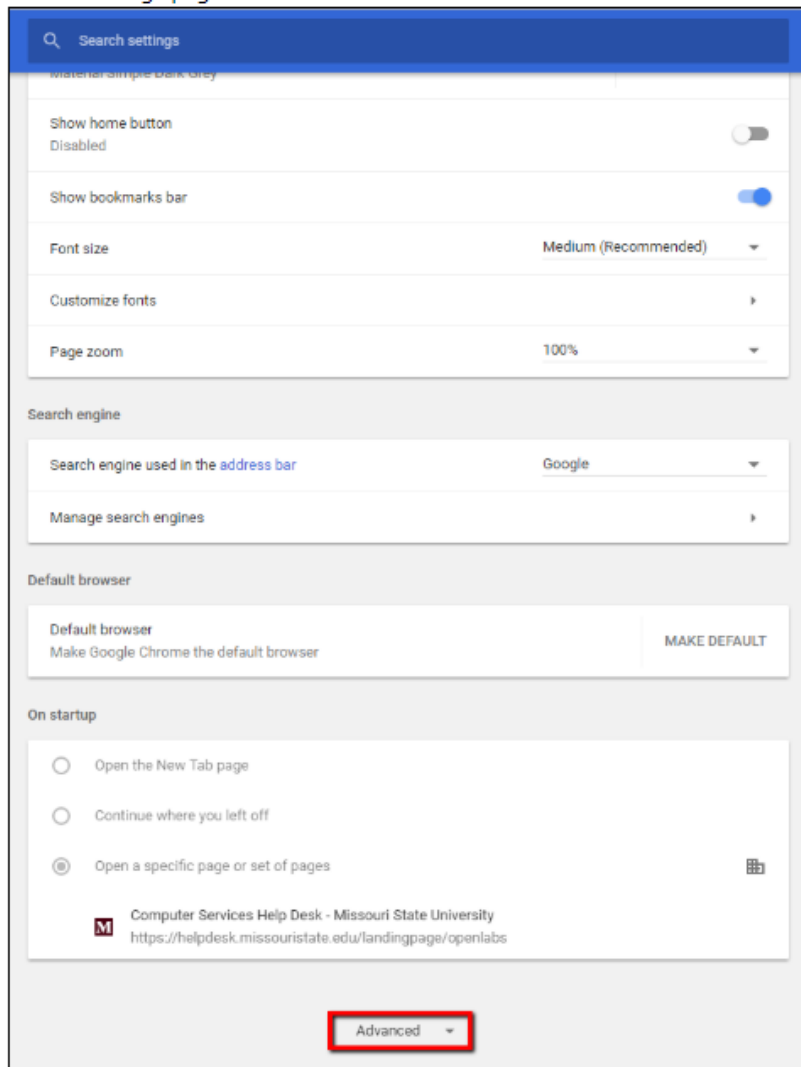 Search settings
Material Simple Dark Grey
Show home button
Disabled
Show bookmarks bar
Font size Medium (Recommended)
Customize fonts
Page zoom 100%
Search engine
Search engine used in the address bar Google
Manage search engines
Default browser
Default browser
Make Google Chrome the default browser
MAKE DEFAULT
On startup
Open the New Tab page
Continue where you left off
Open a specific page or set of pages
M
Computer Services Help Desk - Missouri State University
https://helpdesk.missouristate.edu/landingpage/openlabs
Advanced